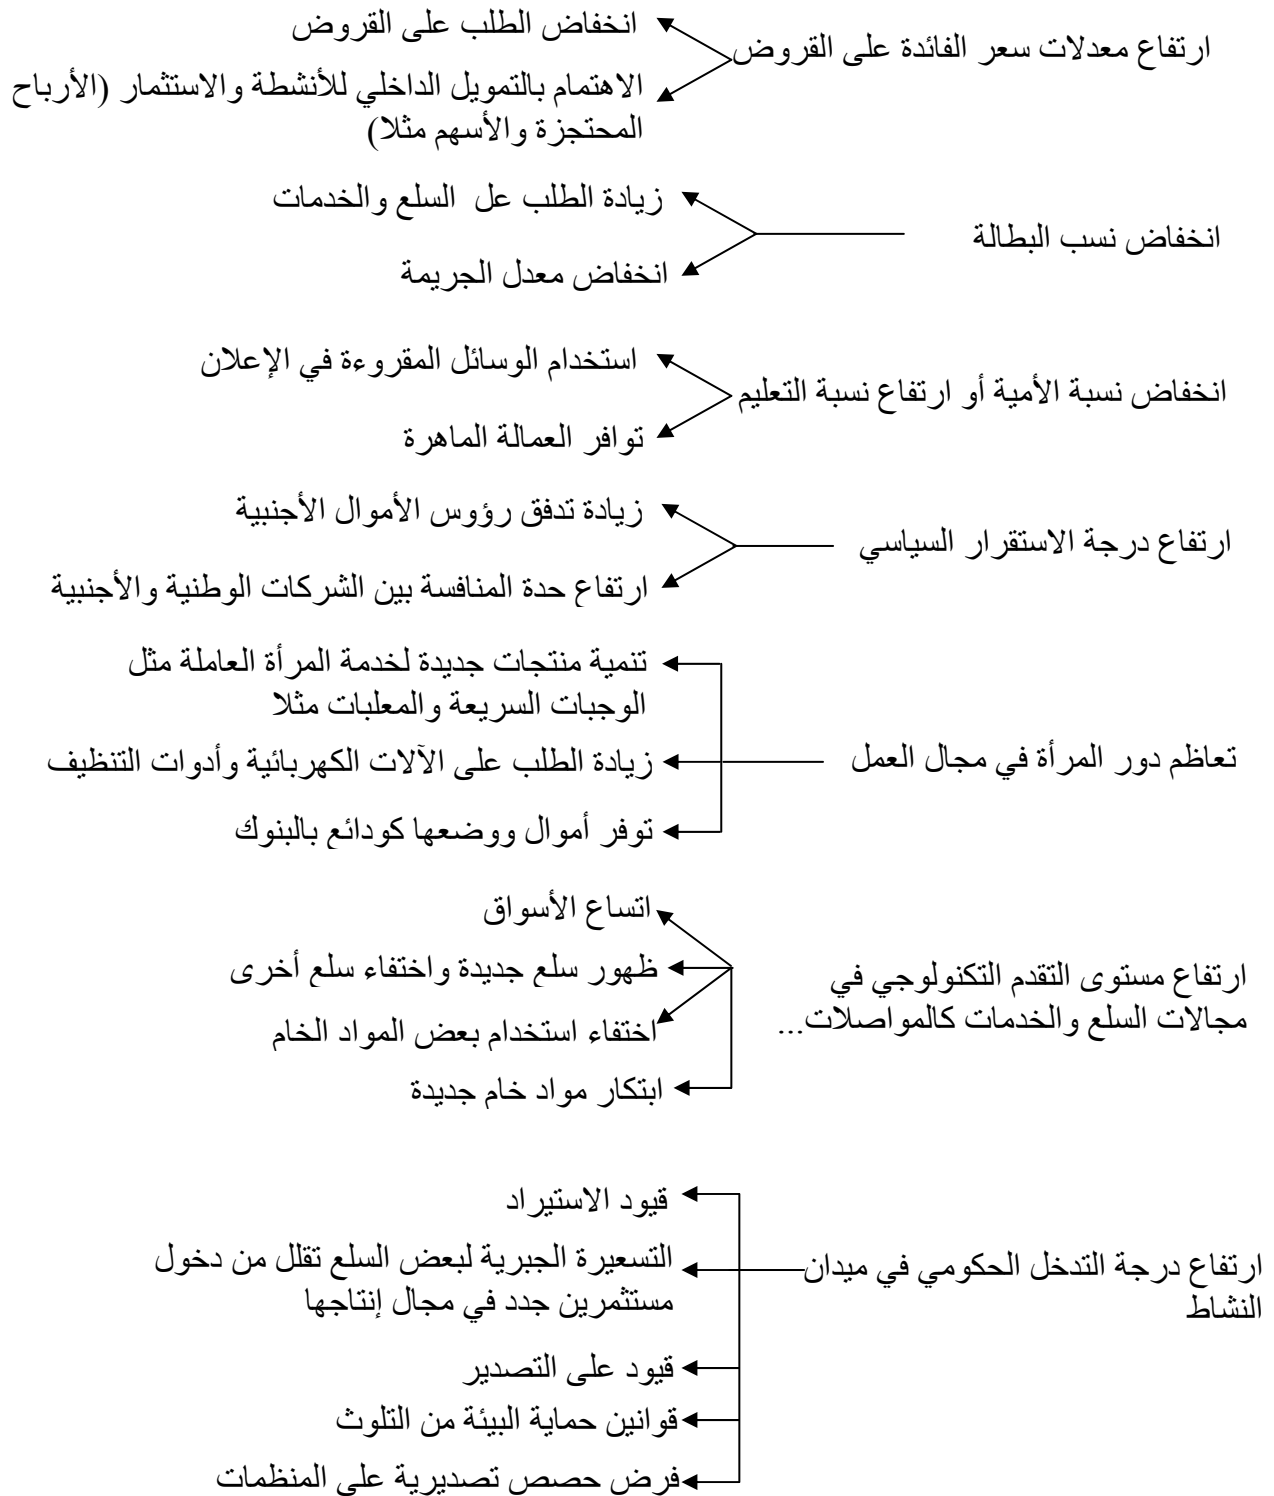 ارتفاع معدلات سعر الفائدة على القروض
انخفاض الطلب على القروض
الاهتمام بالتمويل الداخلي للأنشطة والاستثمار (الأرباح
المحتجزة والأسهم مثلا)
انخفاض نسب البطالة
زيادة الطلب عل السلع والخدمات
انخفاض معدل الجريمة
انخفاض نسبة الأمية أو ارتفاع نسبة التعليم
استخدام الوسائل المقروءة في الإعلان
توافر العمالة الماهرة
ارتفاع درجة الاستقرار السياسي
زيادة تدفق رؤوس الأموال الأجنبية
ارتفاع حدة المنافسة بين الشركات الوطنية والأجنبية
تعاظم دور المرأة في مجال العمل
تنمية منتجات جديدة لخدمة المرأة العاملة مثل
الوجبات السريعة والمعلبات مثلا
زيادة الطلب على الآلات الكهربائية وأدوات التنظيف
توفر أموال ووضعها كودائع بالبنوك
ارتفاع مستوى التقدم التكنولوجي في
مجالات السلع والخدمات كالمواصلات...
اتساع الأسواق
ظهور سلع جديدة واختفاء سلع أخرى
اختفاء استخدام بعض المواد الخام
ابتكار مواد خام جديدة
ارتفاع درجة التدخل الحكومي في ميدان
النشاط
قيود الاستيراد
التسعيرة الجبرية لبعض السلع تقلل من دخول
مستثمرين جدد في مجال إنتاجها
قيود على التصدير
قوانين حماية البيئة من التلوث
فرض حصص تصديرية على المنظمات